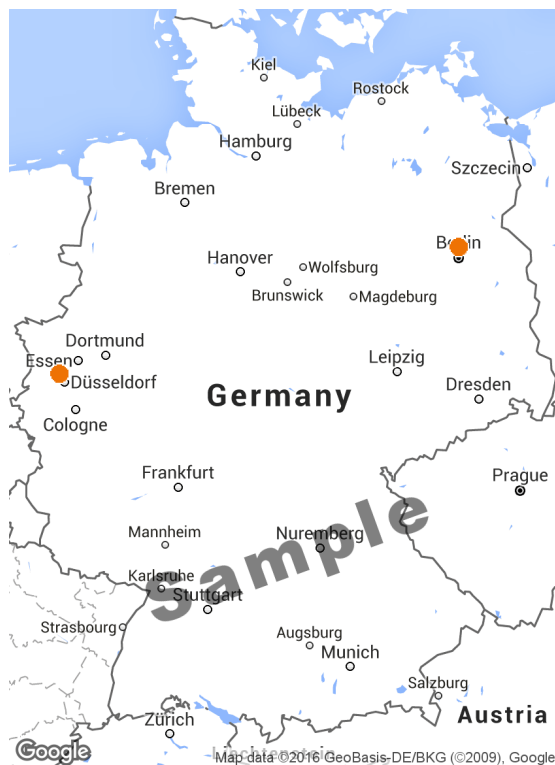 Kiel
Rostock
Lübeck
Hamburg
Szczecin
Bremen
Berlin
Hanover
Wolfsburg
Brunswick
Magdeburg
Dortmund
Essen
Leipzig
Düsseldorf
Germany
Dresden
Cologne
Frankfurt
Prague
Sample
Mannheim
Nuremberg
Karlsruhe
Stuttgart
Strasbourg
Augsburg
Munich
Salzburg
Zürich
Austria
Google
Liechtenstein
Map data ©2016 GeoBasis-DE/BKG (©2009), Google